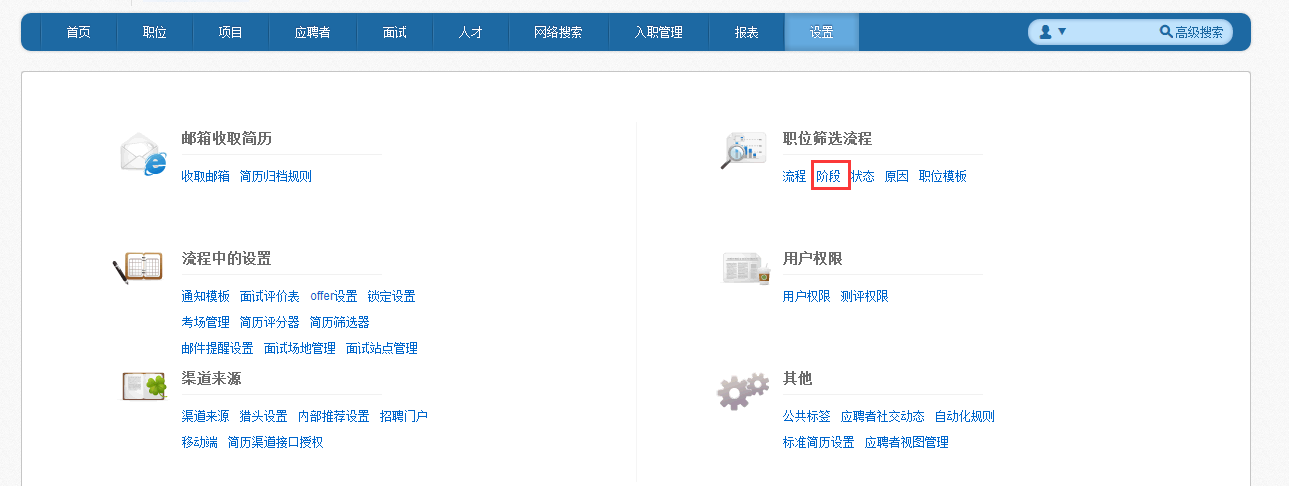 首页 职位 项目 应聘者 面试 人才 网络搜索 入职管理 报表 设置 高级搜索
邮箱收取简历
收取邮箱 简历归档规则
职位筛选流程
流程 阶段 状态 原因 职位模板
流程中的设置
通知模板 面试评价表 offer设置 锁定设置
考场管理 简历评分器 简历筛选器
邮件提醒设置 面试场地管理 面试站点管理
用户权限
用户权限 测评权限
渠道来源
渠道来源 猎头设置 内部推荐设置 招聘门户
移动端 简历渠道接口授权
其他
公共标签 应聘者社交动态 自动化规则
标准简历设置 应聘者视图管理